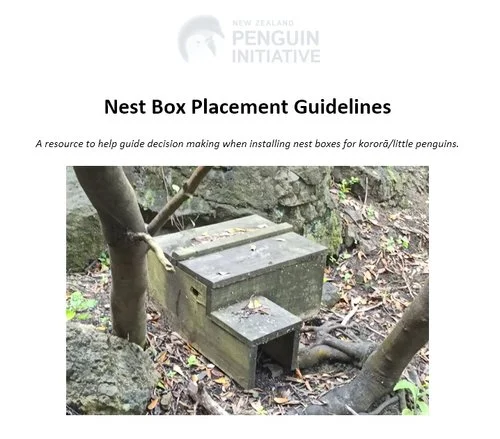 NEW ZEALAND
PENGUIN
INITIATIVE
Nest Box Placement Guidelines
A resource to help guide decision making when installing nest boxes for kororā/little penguins.